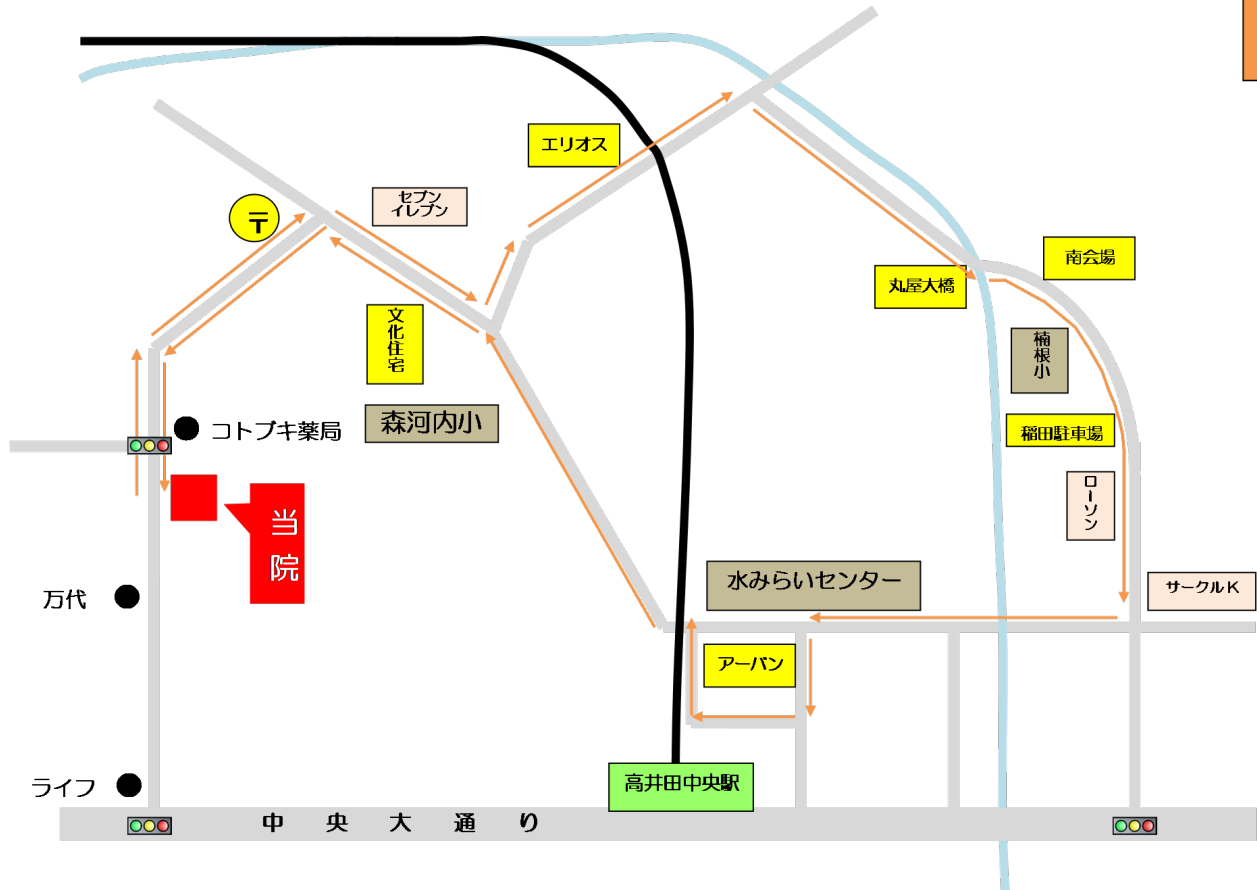 エリオス
セブン
イレブン
〒
南会場
丸屋大橋
文化住宅
楠根小
森河内小
コトブキ薬局
稲田駐車場
ローソン
当院
水みらいセンター
サークルK
万代
アーバン
高井田中央駅
ライフ
中央大通り